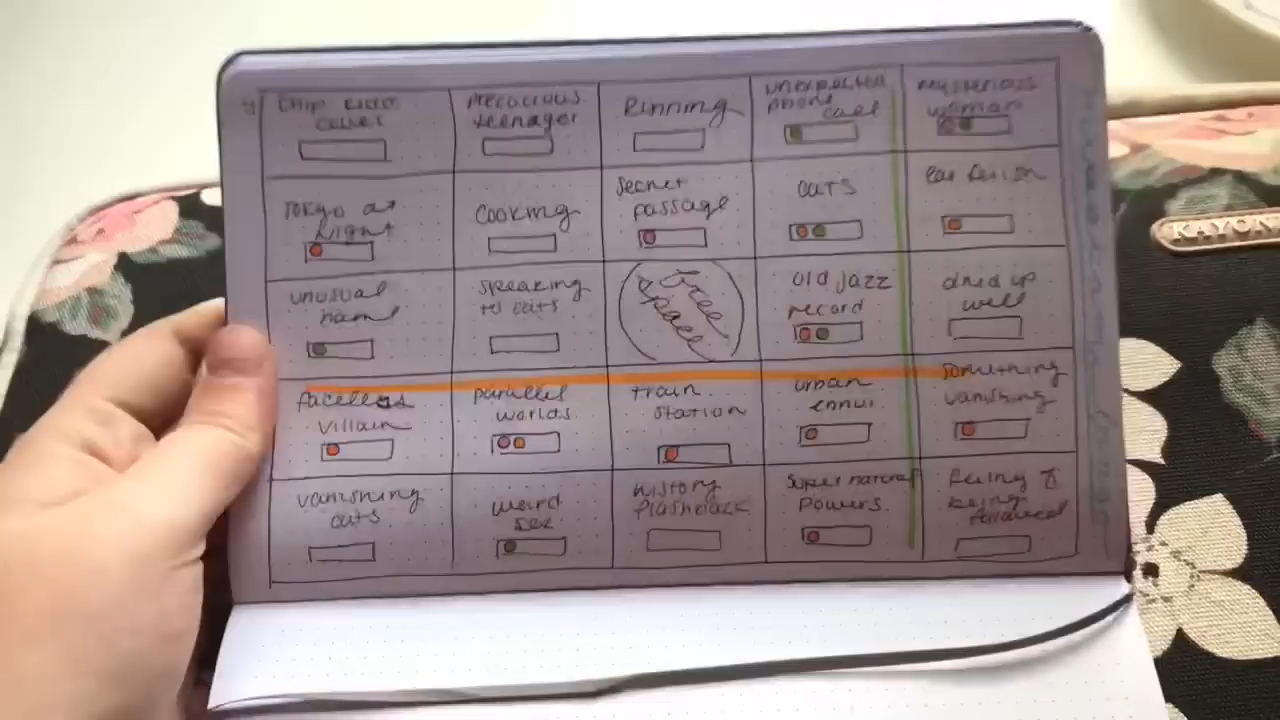 Chip Kidd
cover
precocious
teenager
Running
unexpected
phone
call
mysterious
woman
Tokyo at
Night
Cooking
Secret
passage
cats
ear fetish
unusual
name
speaking
to cats
free
space
old jazz
record
dried up
well
faceless
villain
parallel
worlds
train
station
urban
ennui
something
vanishing
vanishing
cats
weird
sex
history
flashback
Supernatural
Powers
feeling of
being
followed
KAYON